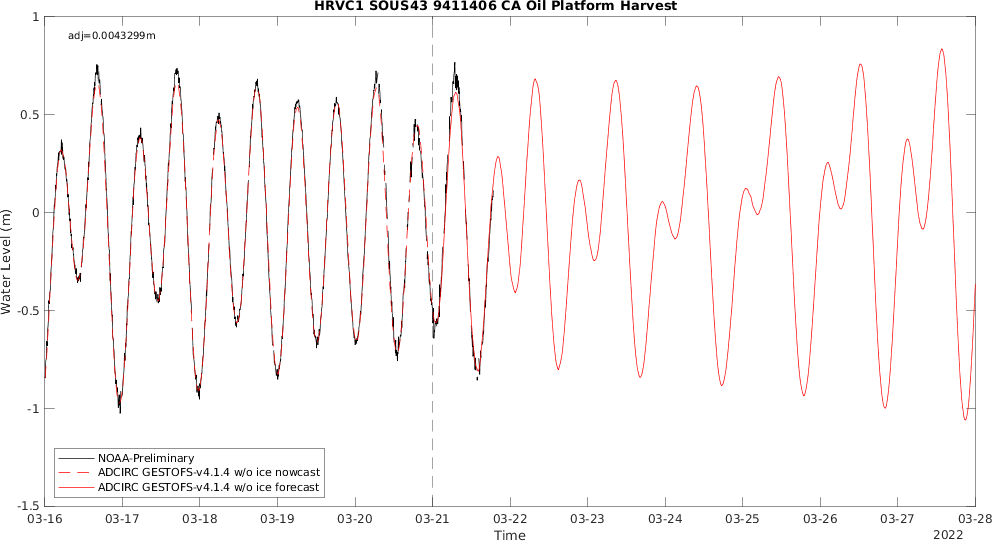 HRVC1 SOUS43 9411406 CA Oil Platform Harvest
adj=0.0043299m
Water Level (m)
1
0.5
0
-0.5
-1
-1.5
NOAA-Preliminary
ADCIRC GESTOFS-v4.1.4 w/o ice nowcast
ADCIRC GESTOFS-v4.1.4 w/o ice forecast
03-16 03-17 03-18 03-19 03-20 03-21 03-22 03-23 03-24 03-25 03-26 03-27 03-28
Time
2022